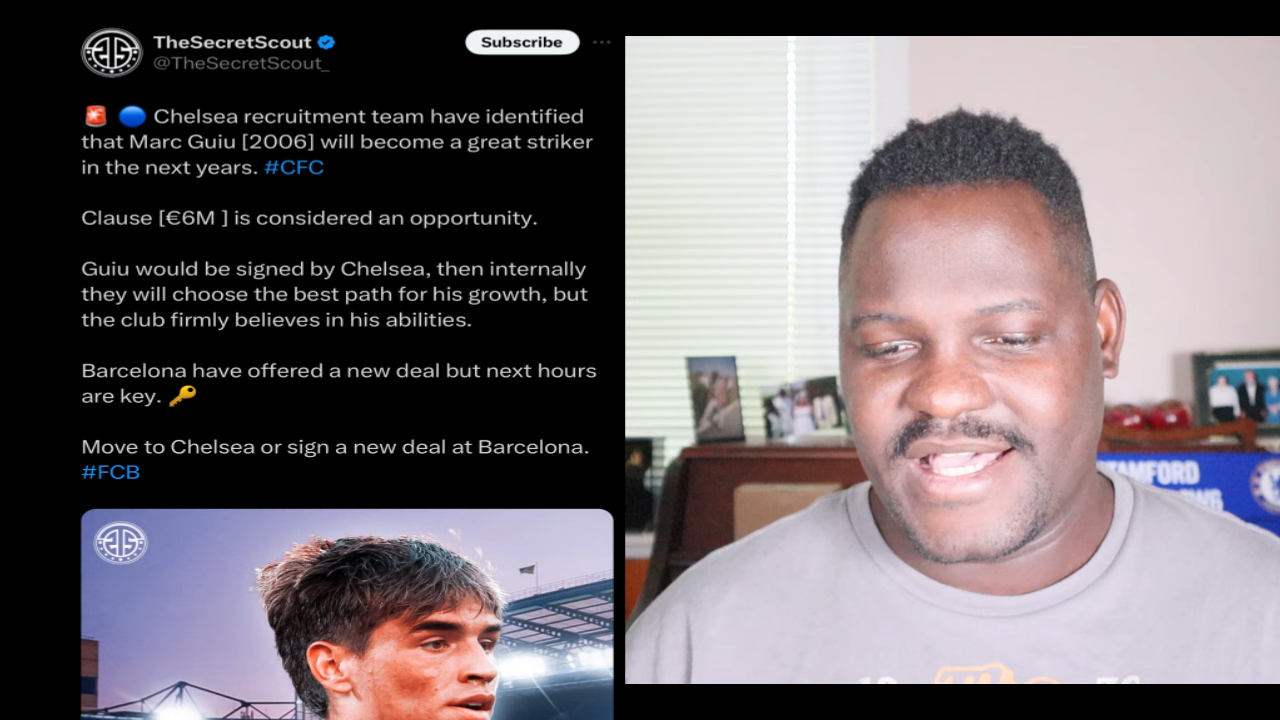 TheSecretScout
Subscribe
@TheSecretScout_
🚨 🔵 Chelsea recruitment team have identified
that Marc Guiu [2006] will become a great striker
in the next years. #CFC
Clause [€6M ] is considered an opportunity.
Guiu would be signed by Chelsea, then internally
they will choose the best path for his growth, but
the club firmly believes in his abilities.
Barcelona have offered a new deal but next hours
are key. 🔑
Move to Chelsea or sign a new deal at Barcelona.
#FCB
STAMFORD